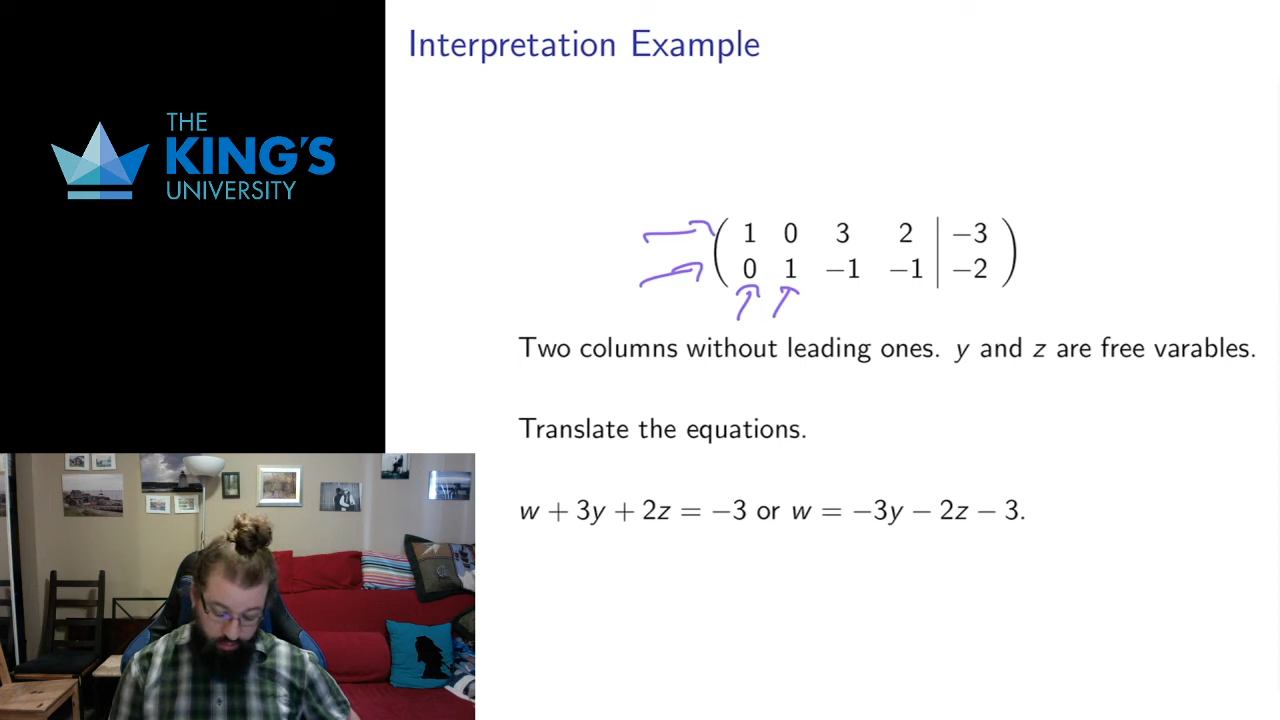 Interpretation Example
THE
KING'S
UNIVERSITY
1 0 3 2 | −3
0 1 −1 −1 | −2
Two columns without leading ones. y and z are free varables.
Translate the equations.
w + 3y + 2z = −3 or w = −3y − 2z − 3.